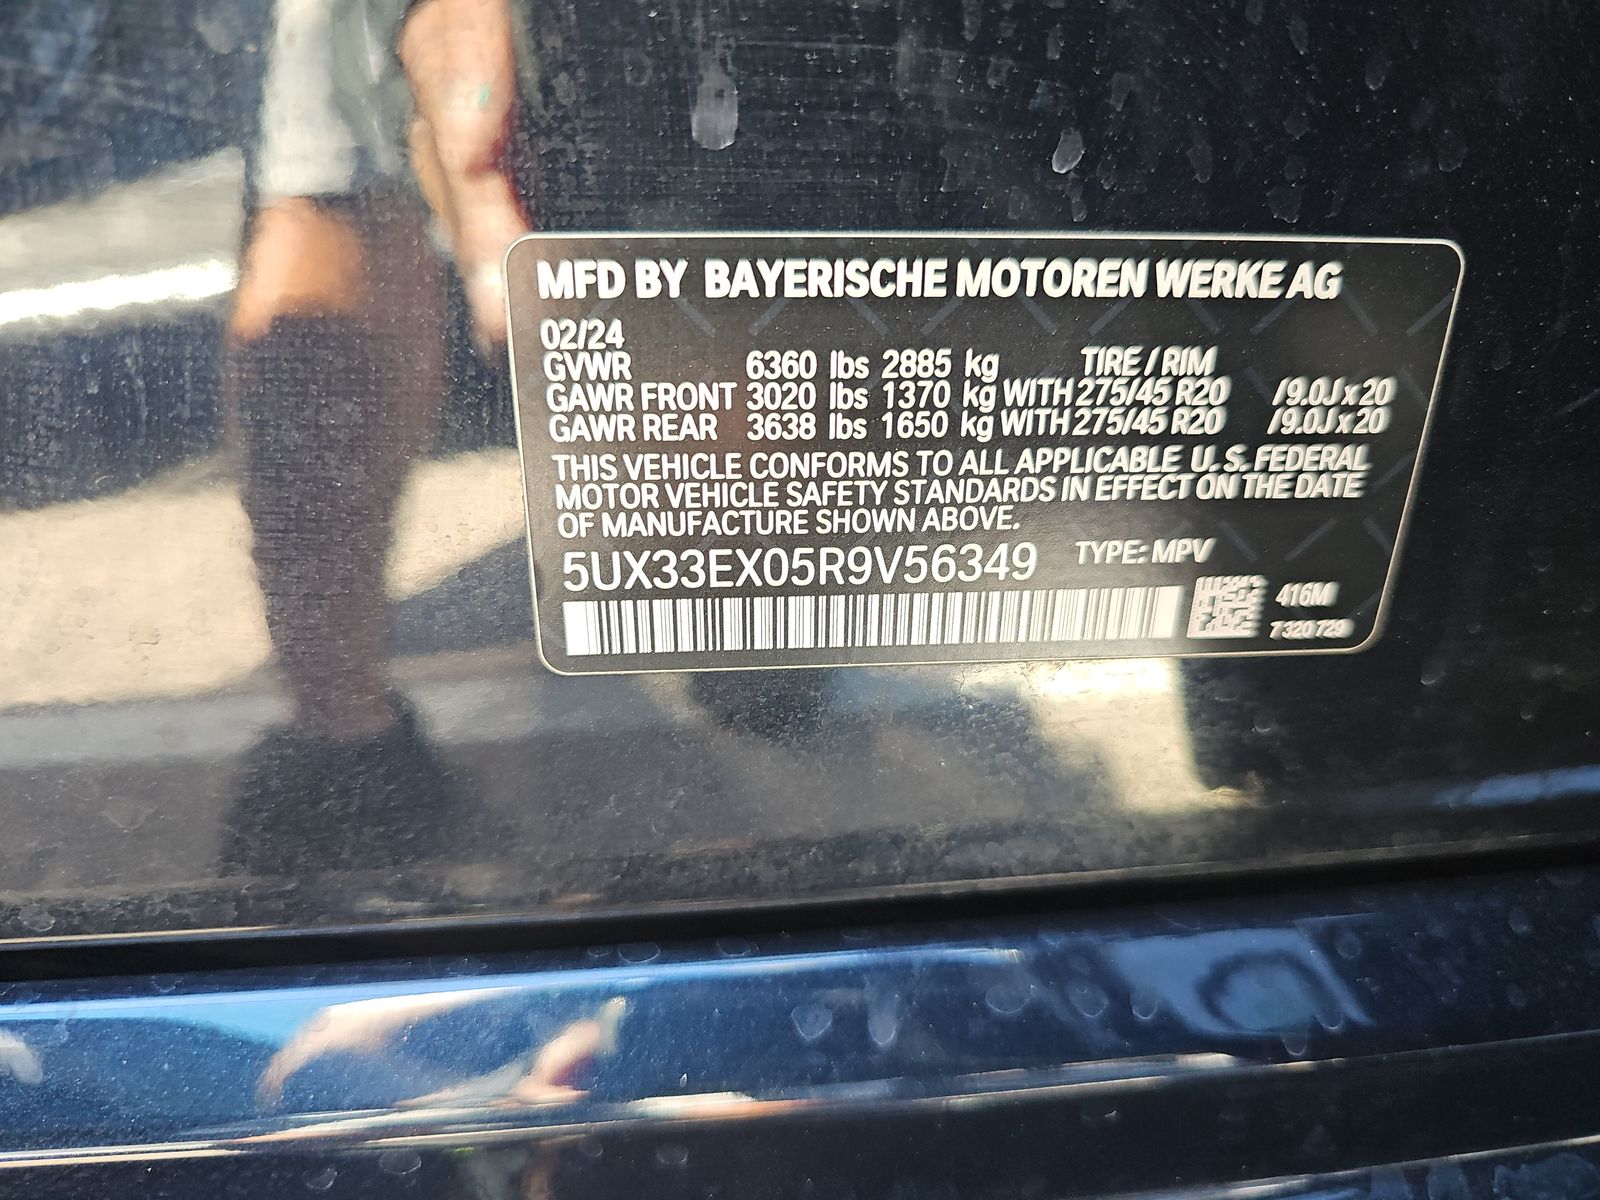 MFD BY BAYERISCHE MOTOREN WERKE AG
02/24
GVWR 6360 lbs 2885 kg TIRE / RIM
GAWR FRONT 3020 lbs 1370 kg WITH 275/45 R20 /9.0J x 20
GAWR REAR 3638 lbs 1650 kg WITH 275/45 R20 /9.0J x 20
THIS VEHICLE CONFORMS TO ALL APPLICABLE U.S. FEDERAL
MOTOR VEHICLE SAFETY STANDARDS IN EFFECT ON THE DATE
OF MANUFACTURE SHOWN ABOVE.
5UX33EX05R9V56349 TYPE: MPV
416M
7 320 729